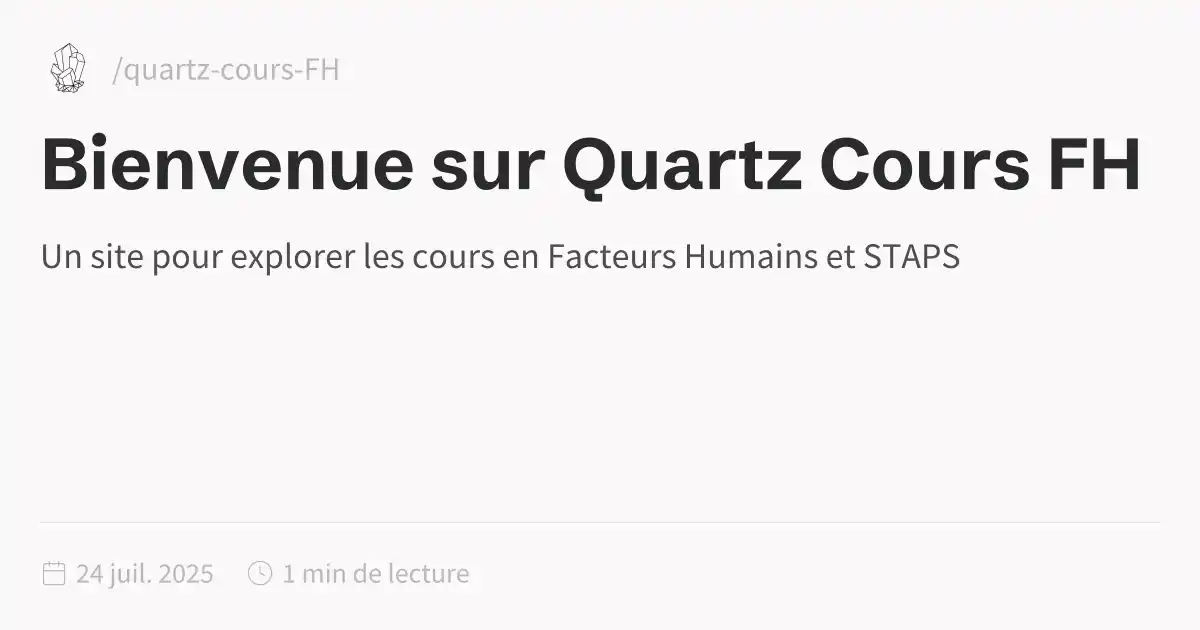 /quartz-cours-FH
Bienvenue sur Quartz Cours FH
Un site pour explorer les cours en Facteurs Humains et STAPS
24 juil. 2025 1 min de lecture